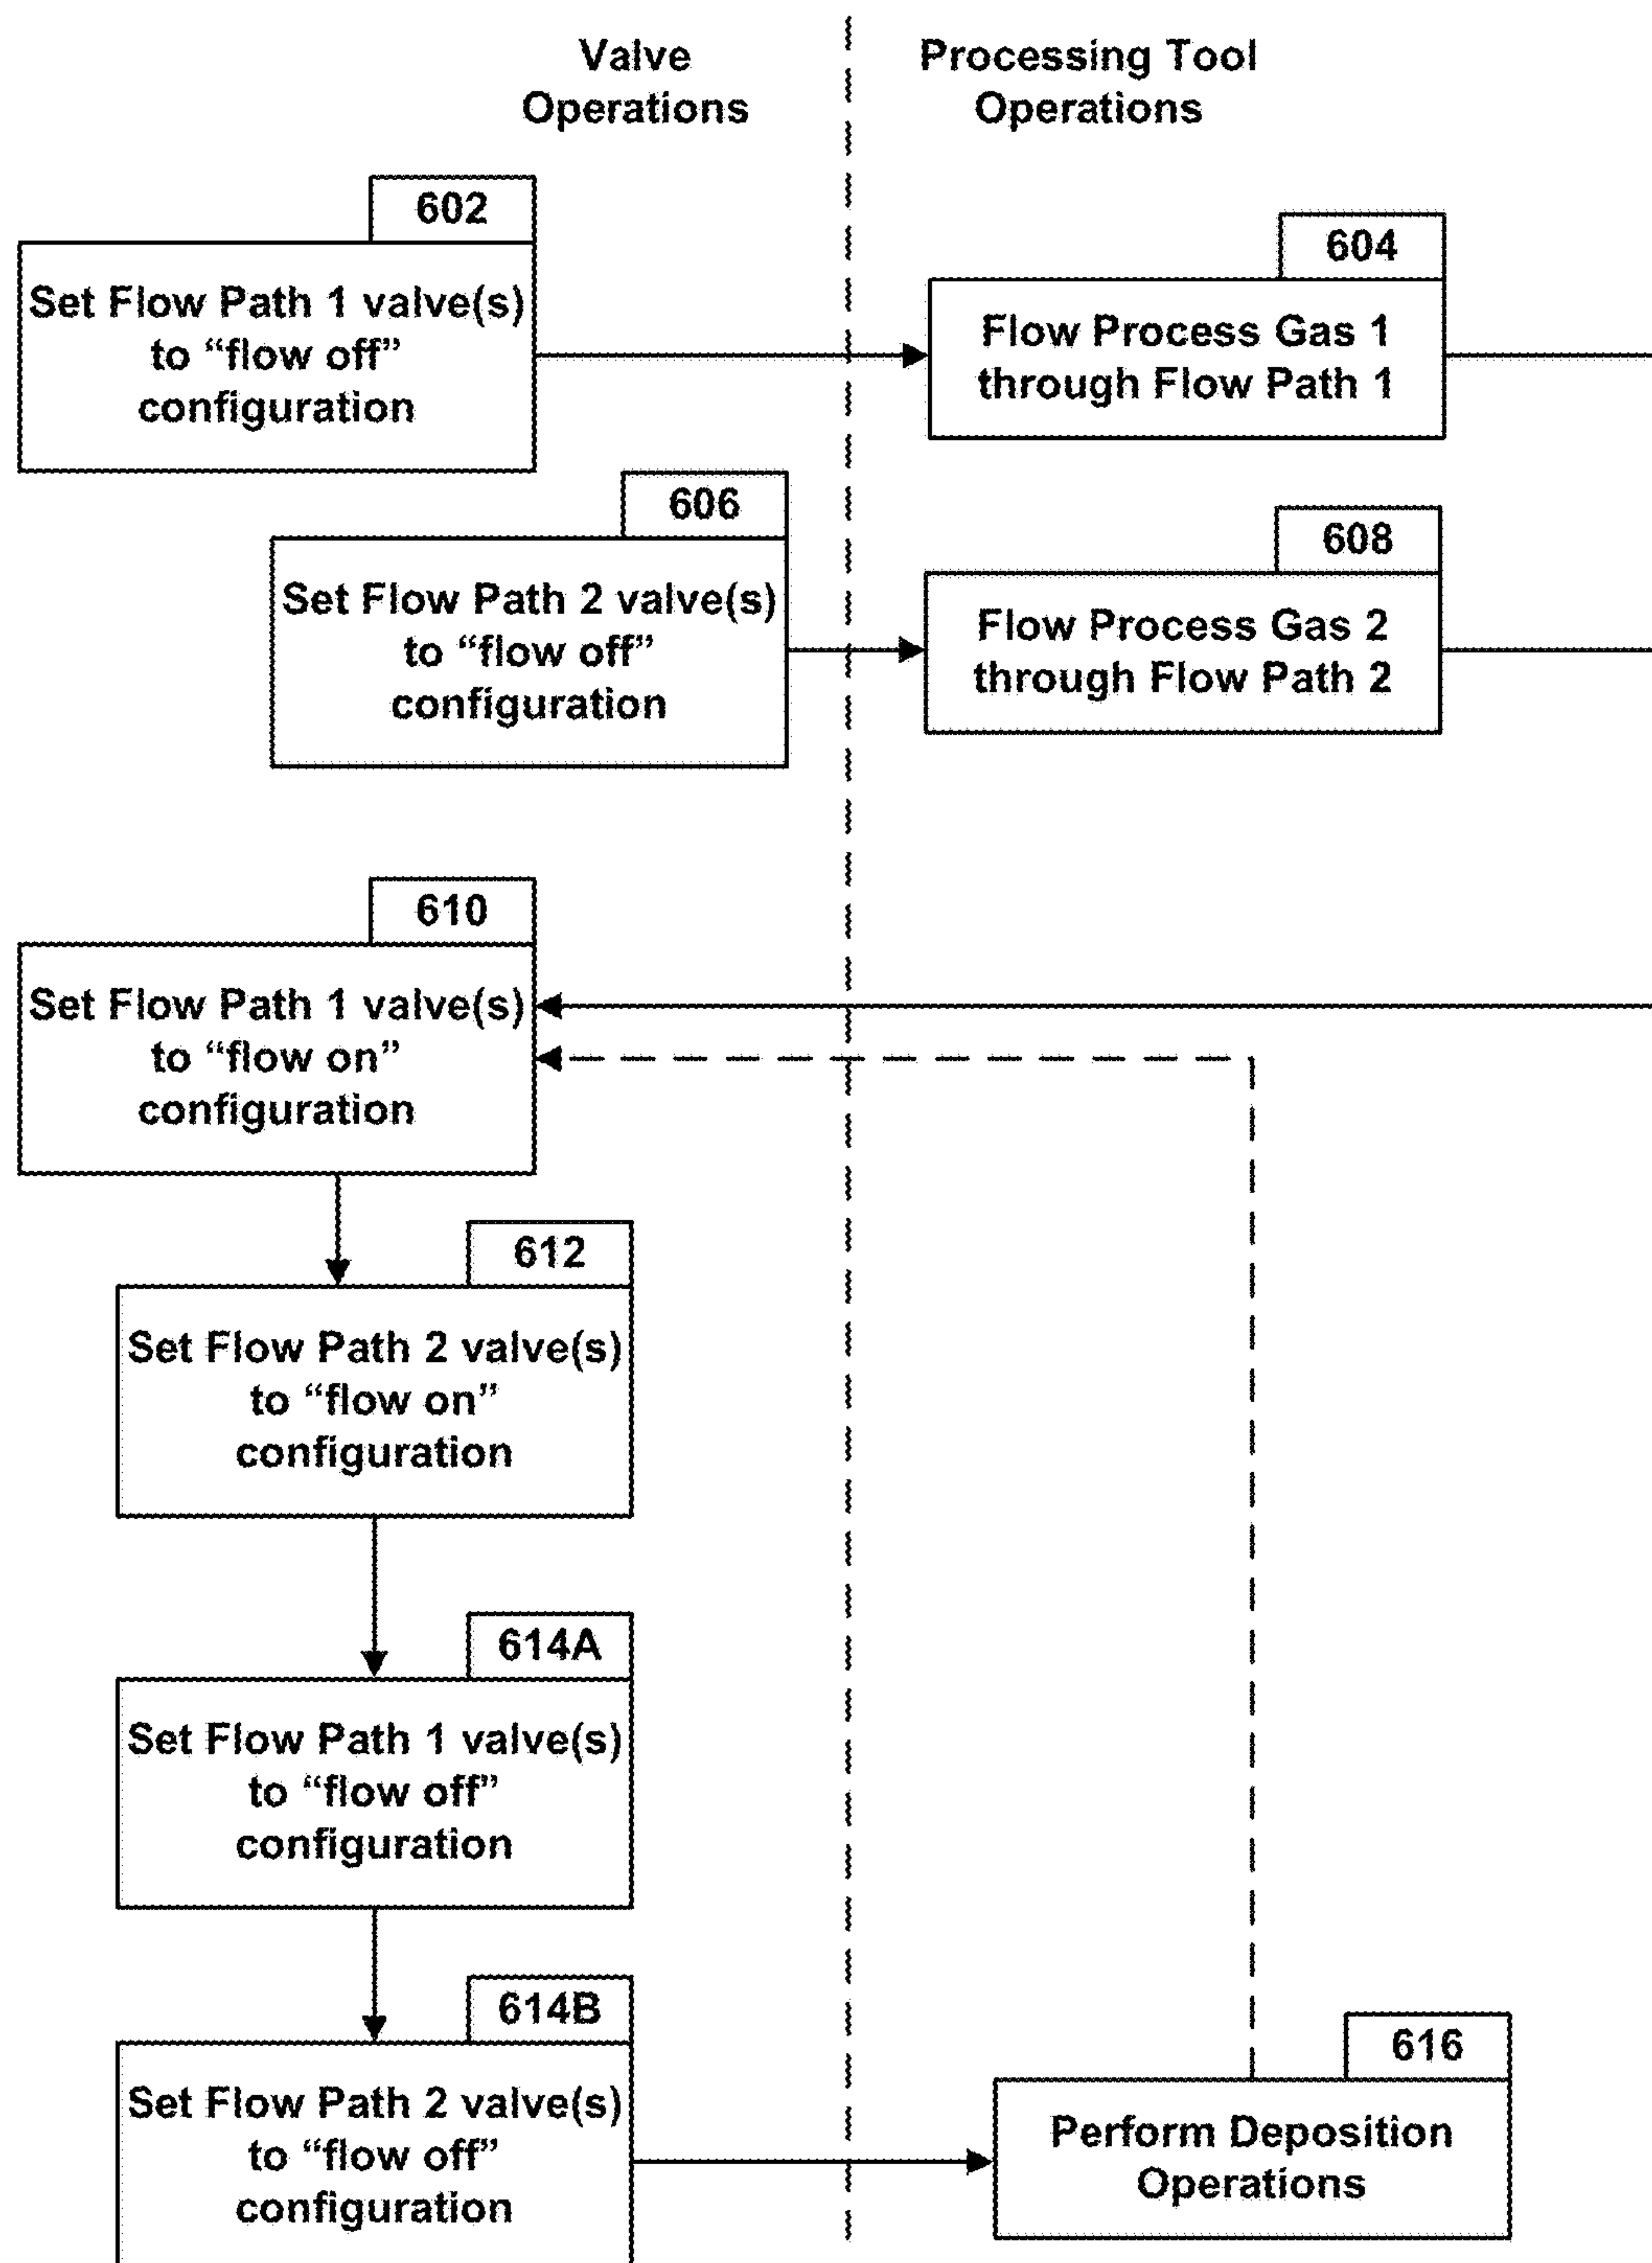 Valve
Operations
Processing Tool
Operations
602
Set Flow Path 1 valve(s)
to “flow off”
configuration
604
Flow Process Gas 1
through Flow Path 1
606
Set Flow Path 2 valve(s)
to “flow off”
configuration
608
Flow Process Gas 2
through Flow Path 2
610
Set Flow Path 1 valve(s)
to “flow on”
configuration
612
Set Flow Path 2 valve(s)
to “flow on”
configuration
614A
Set Flow Path 1 valve(s)
to “flow off”
configuration
614B
Set Flow Path 2 valve(s)
to “flow off”
configuration
616
Perform Deposition
Operations